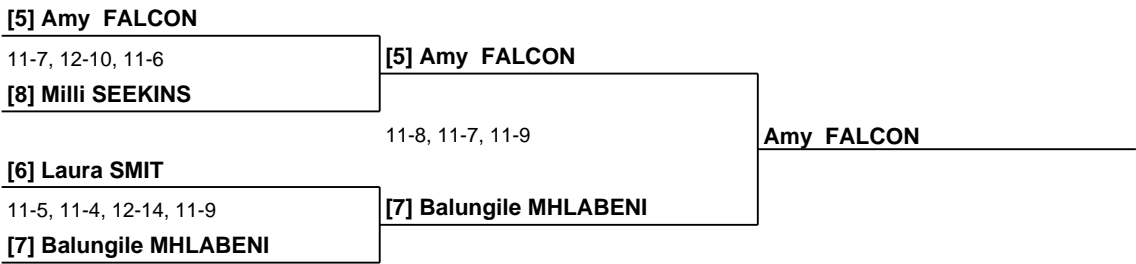 [5] Amy  FALCON
11-7, 12-10, 11-6
[5] Amy  FALCON
[8] Milli SEEKINS
11-8, 11-7, 11-9
Amy  FALCON
[6] Laura SMIT
11-5, 11-4, 12-14, 11-9
[7] Balungile MHLABENI
[7] Balungile MHLABENI